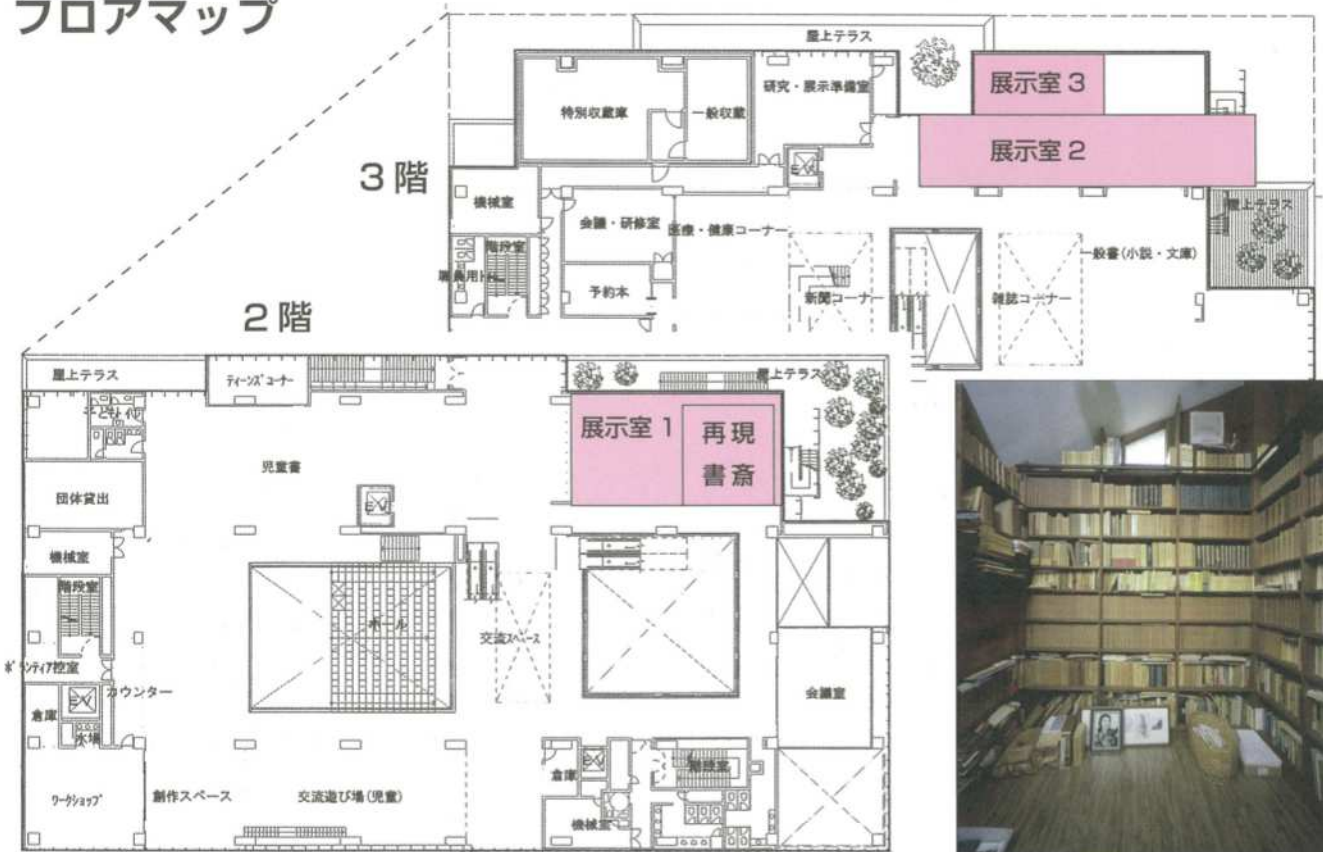 フロアマップ
3階
屋上テラス
展示室3
研究・展示準備室
特別収蔵庫
一般収蔵
展示室2
EV
機械室
会議・研修室
医療・健康コーナー
屋上テラス
階段室
一般書(小説・文庫)
予約本
新聞コーナー
雑誌コーナー
2階
屋上テラス
ティーンズコーナー
屋上テラス
展示室1
再現
書斎
児童書
団体貸出
EV
機械室
階段室
ホール
交流スペース
ボランティア控室
カウンター
会議室
倉庫
EV
水場
倉庫
EV
階段室
ワークショップ
創作スペース
交流遊び場(児童)
機械室